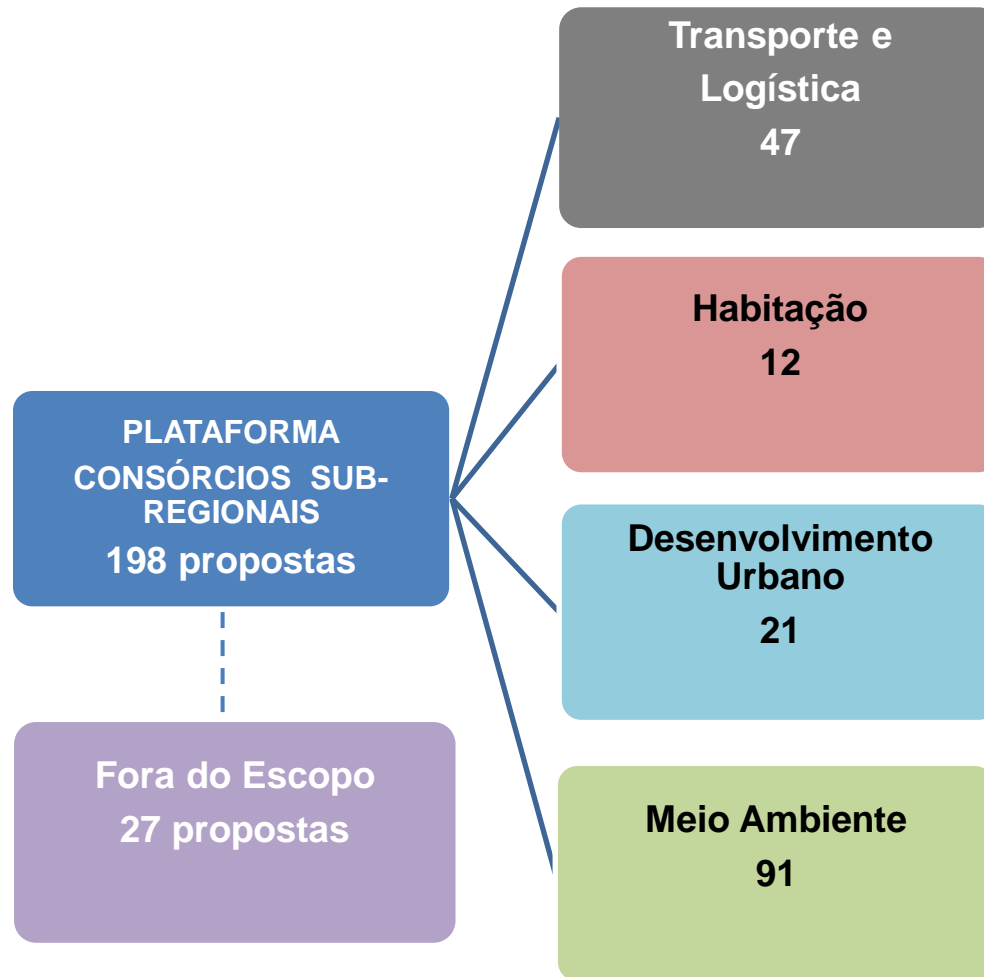 Transporte e
Logística
47
Habitação
12
PLATAFORMA
CONSÓRCIOS SUB-
REGIONAIS
198 propostas
Desenvolvimento
Urbano
21
Fora do Escopo
27 propostas
Meio Ambiente
91